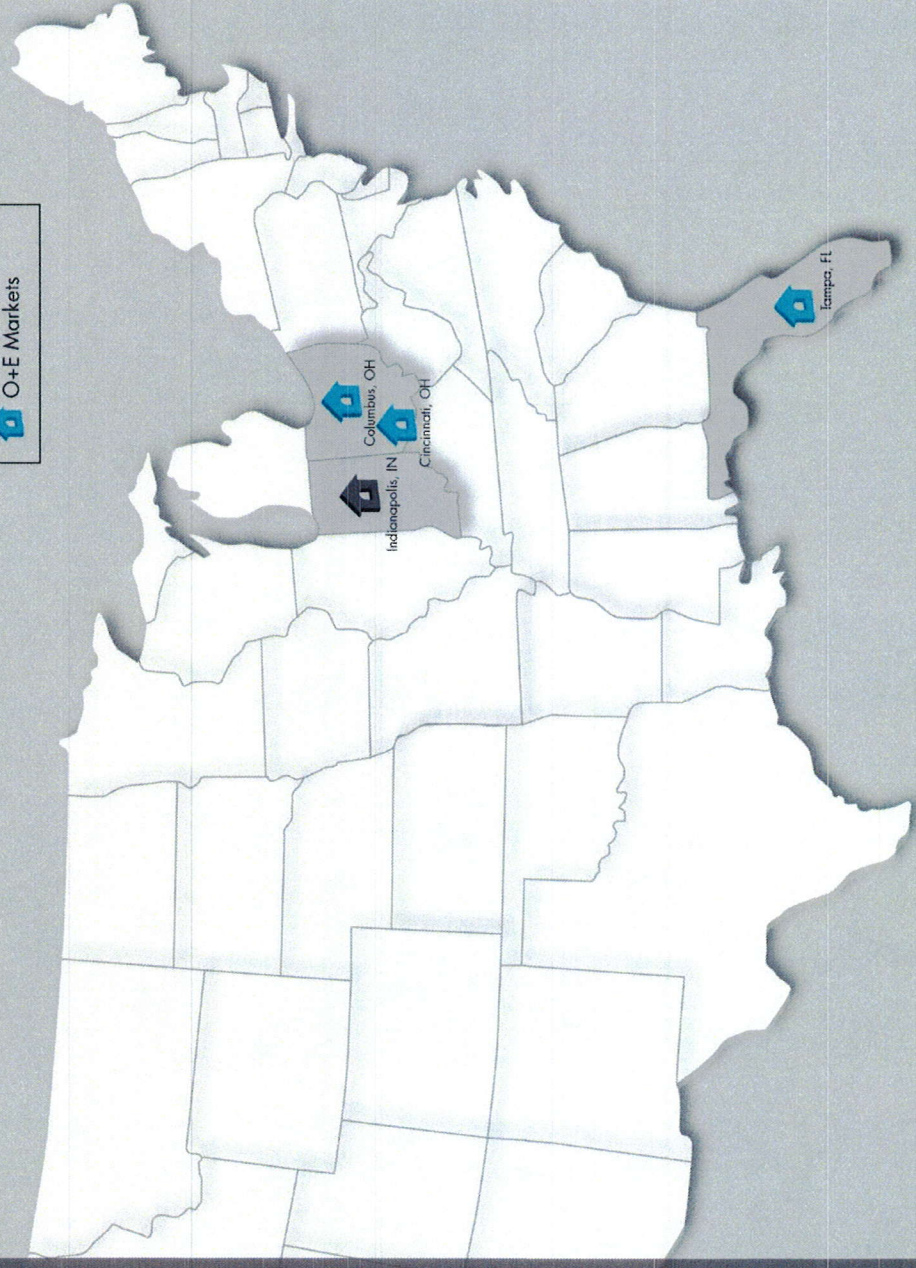 O+E Markets
Columbus, OH
Cincinnati, OH
Indianapolis, IN
Tampa, FL